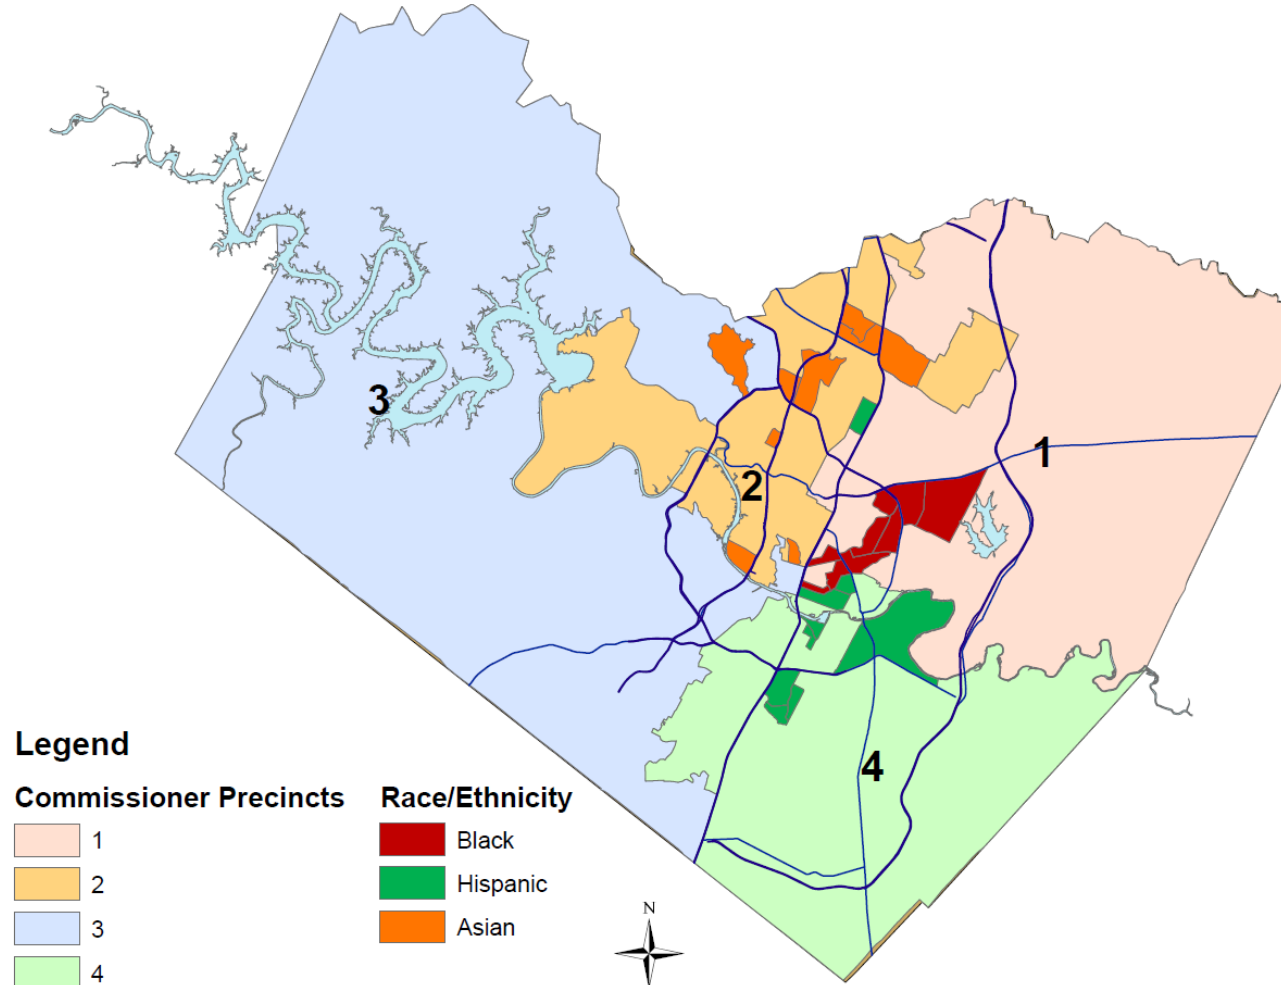 3
1
2
4
Legend
Commissioner Precincts
1
2
3
4
Race/Ethnicity
Black
Hispanic
Asian
N